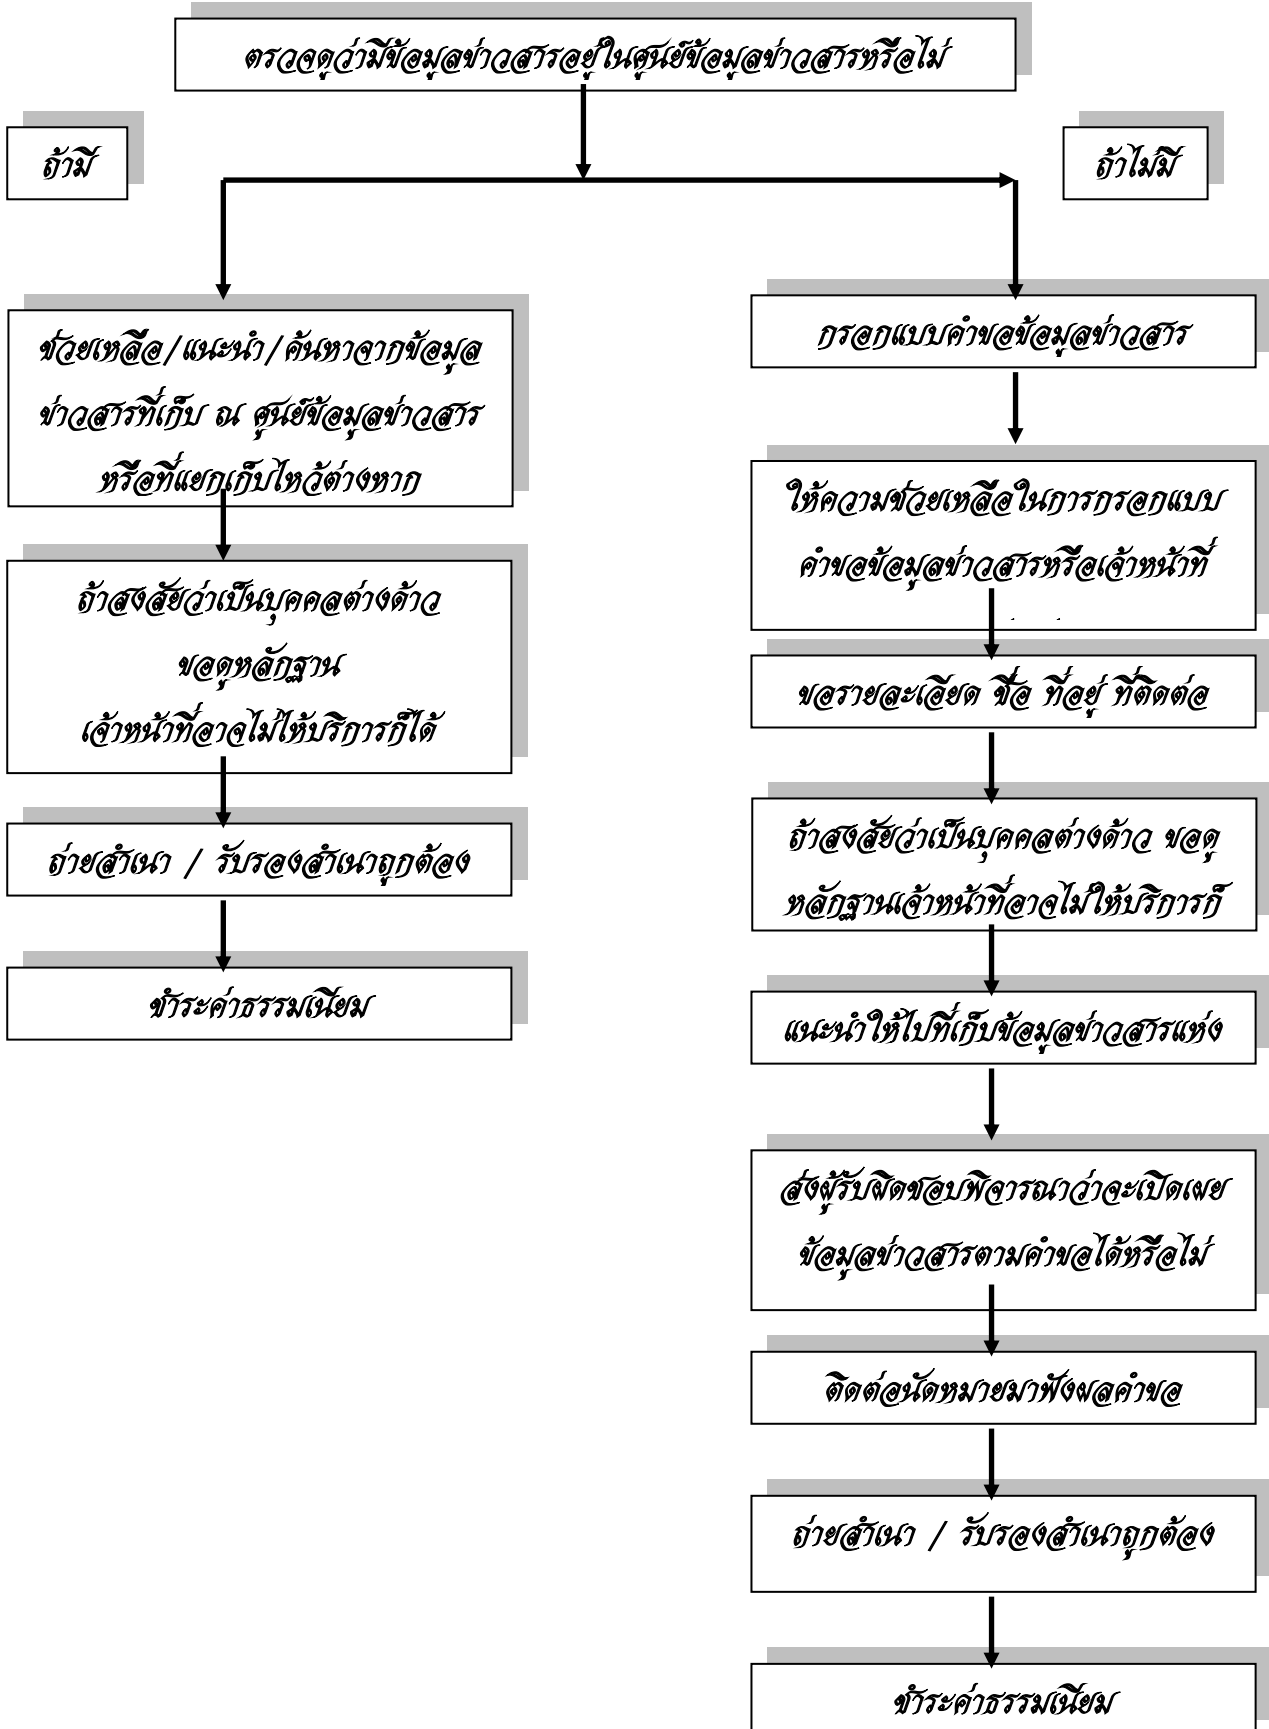 ตรวจดูว่ามีข้อมูลข่าวสารอยู่ในศูนย์ข้อมูลข่าวสารหรือไม่
ถ้ามี
ถ้าไม่มี
ช่วยเหลือ/แนะนำ/ค้นหาจากข้อมูล
ข่าวสารที่เก็บ ณ ศูนย์ข้อมูลข่าวสาร
หรือที่แยกเก็บไหว้ต่างหาก
ถ้าสงสัยว่าเป็นบุคคลต่างด้าว
ขอดูหลักฐาน
เจ้าหน้าที่อาจไม่ให้บริการก็ได้
ถ่ายสำเนา / รับรองสำเนาถูกต้อง
ชำระค่าธรรมเนียม
กรอกแบบคำขอข้อมูลข่าวสาร
ให้ความช่วยเหลือในการกรอกแบบ
คำขอข้อมูลข่าวสารหรือเจ้าหน้าที่
ขอรายละเอียด ชื่อ ที่อยู่ ที่ติดต่อ
ถ้าสงสัยว่าเป็นบุคคลต่างด้าว ขอดู
หลักฐานเจ้าหน้าที่อาจไม่ให้บริการก็
แนะนำให้ไปที่เก็บข้อมูลข่าวสารแห่ง
ส่งผู้รับผิดชอบพิจารณาว่าจะเปิดเผย
ข้อมูลข่าวสารตามคำขอได้หรือไม่
ติดต่อนัดหมายมาฟังผลคำขอ
ถ่ายสำเนา / รับรองสำเนาถูกต้อง
ชำระค่าธรรมเนียม